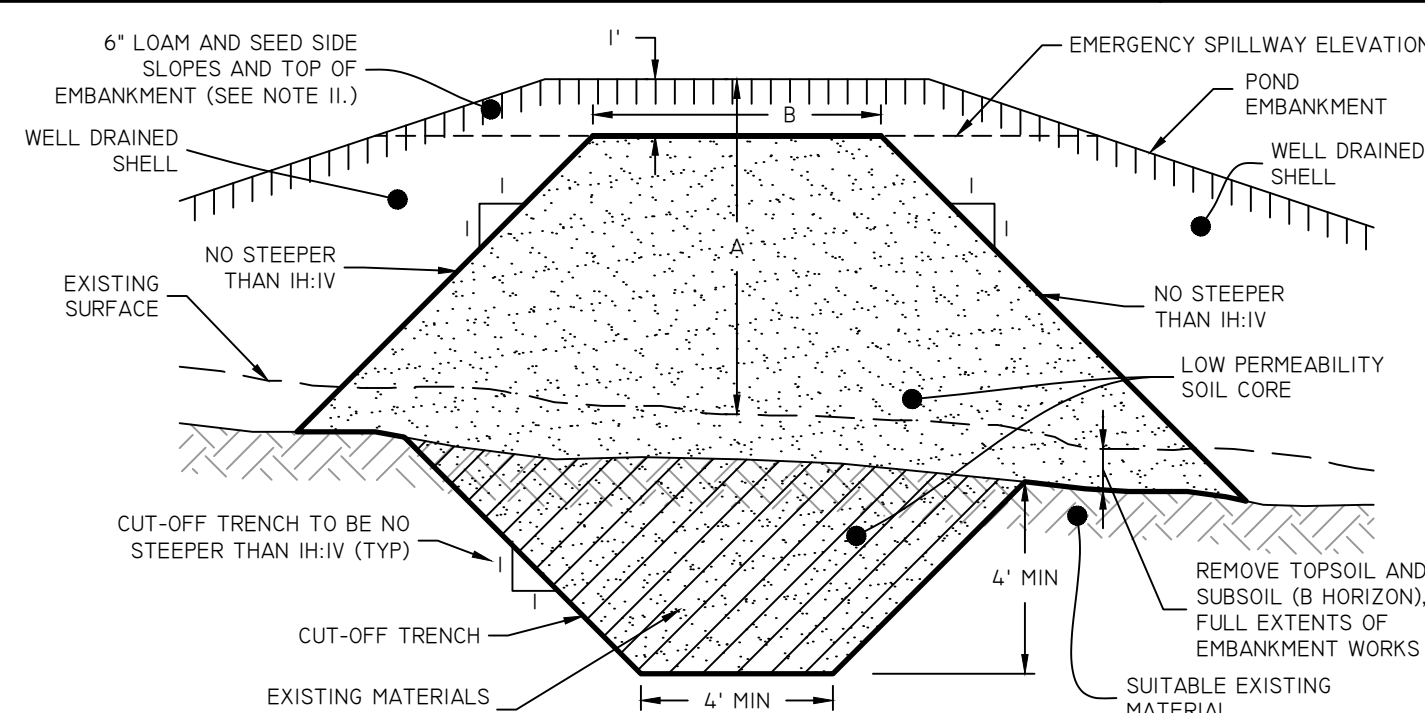 6" LOAM AND SEED SIDE
SLOPES AND TOP OF
EMBANKMENT (SEE NOTE 11.)
1'
EMERGENCY SPILLWAY ELEVATION
POND
EMBANKMENT
B
WELL DRAINED
SHELL
WELL DRAINED
SHELL
1
1
1
1
A
NO STEEPER
THAN 1H:1V
EXISTING
SURFACE
NO STEEPER
THAN 1H:1V
LOW PERMEABILITY
SOIL CORE
CUT-OFF TRENCH TO BE NO
STEEPER THAN 1H:1V (TYP)
1
1
4' MIN
REMOVE TOPSOIL AND
SUBSOIL (B HORIZON),
FULL EXTENTS OF
EMBANKMENT WORKS
CUT-OFF TRENCH
EXISTING MATERIALS
4' MIN
SUITABLE EXISTING
MATERIAL